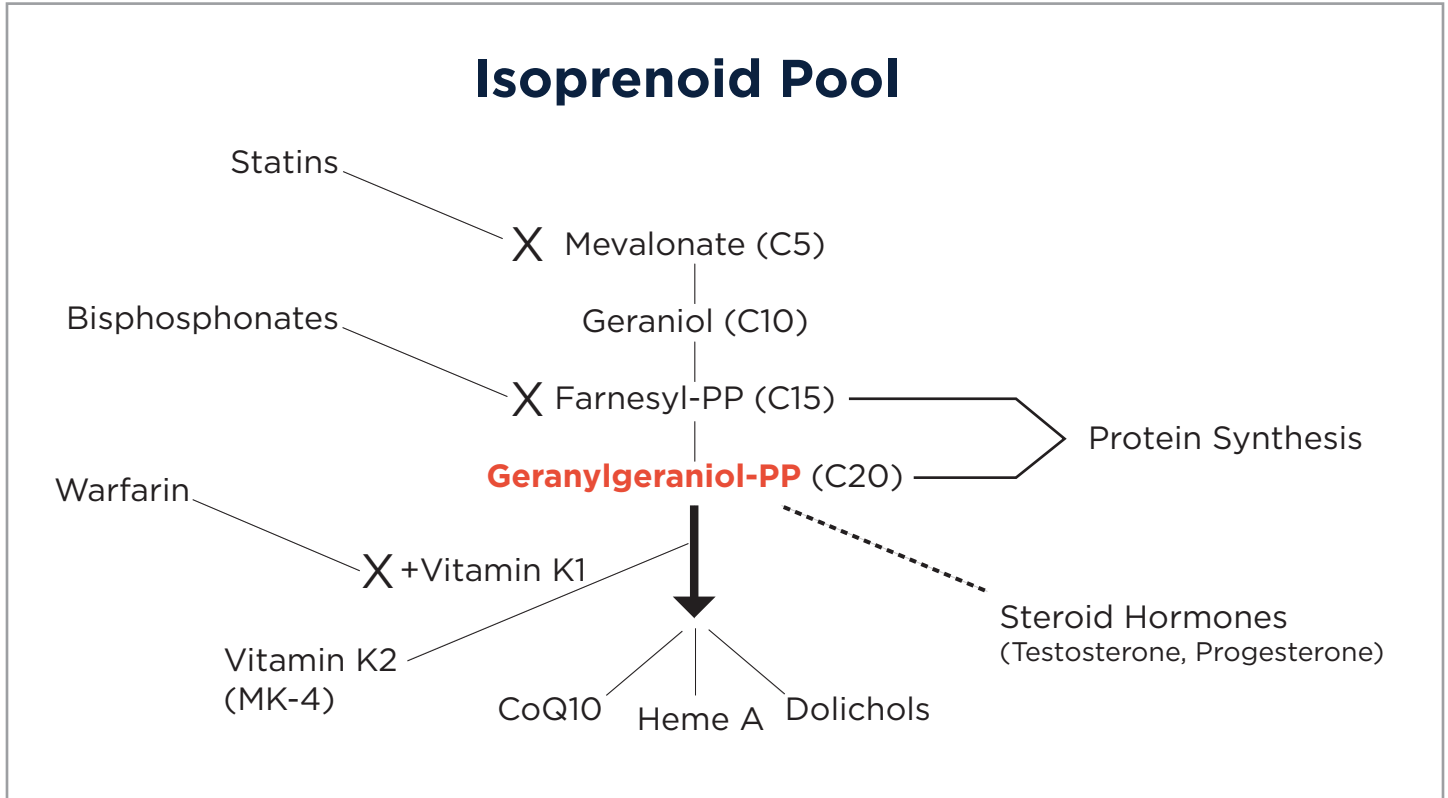 Isoprenoid Pool
Statins
X Mevalonate (C5)
Geraniol (C10)
Bisphosphonates
X Farnesyl-PP (C15)
Protein Synthesis
Geranylgeraniol-PP (C20)
Warfarin
X +Vitamin K1
Steroid Hormones
(Testosterone, Progesterone)
Vitamin K2
(MK-4)
CoQ10
Heme A
Dolichols